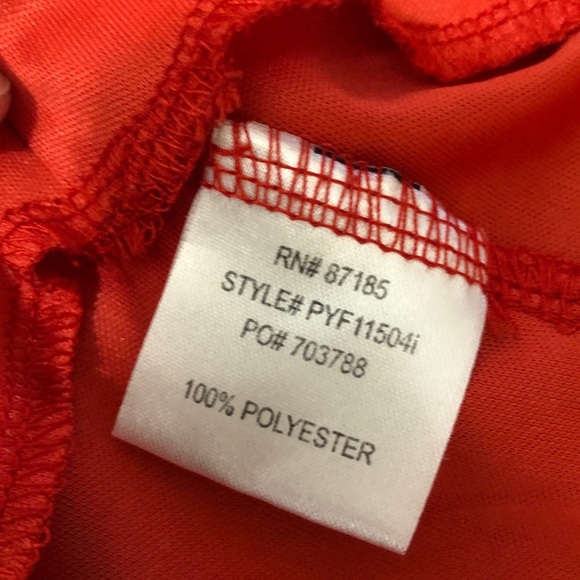 RN# 87185
STYLE# PYF11504i
PO# 703788
100% POLYESTER